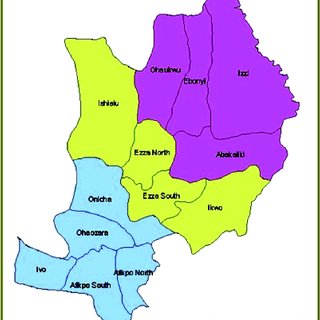 Ohaukwu
Ebonyi
Izzi
Ishielu
Ezza North
Abakaliki
Ezza South
Onicha
Ikwo
Ohaozara
Ivo
Afikpo North
Afikpo South